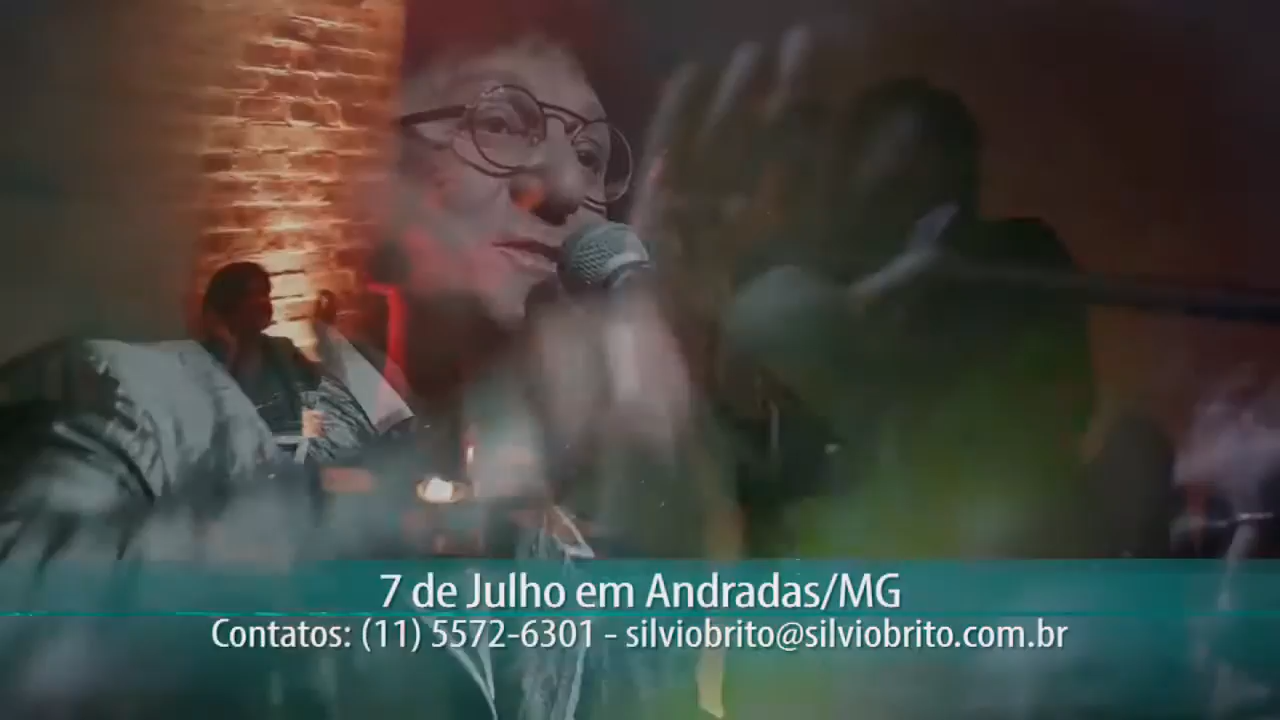 7 de Julho em Andradas/MG
Contatos: (11) 5572-6301 - silviobrito@silviobrito.com.br